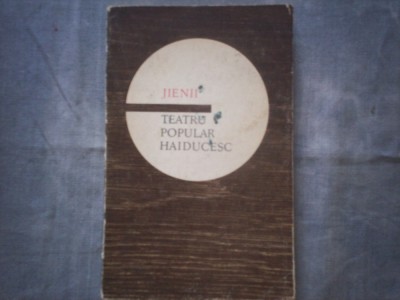 JIENII
TEATRU
POPULAR
HAIDUCESC